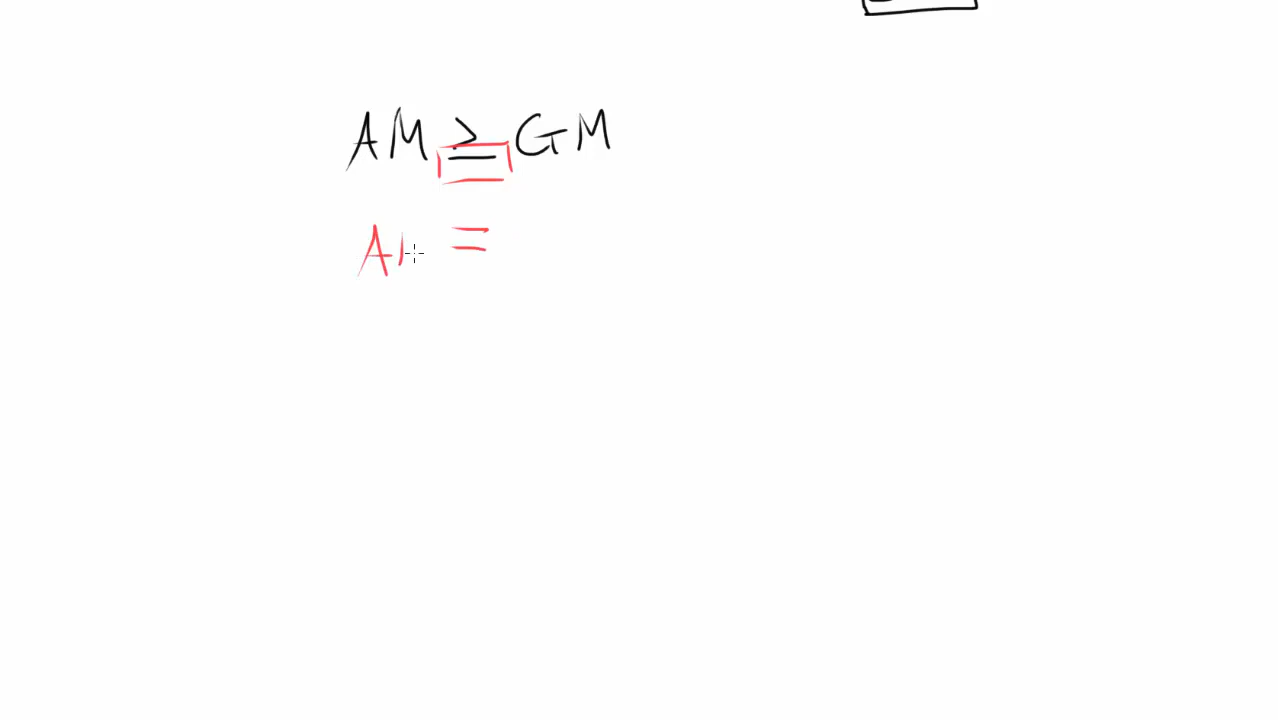 AM ≥ GM
A =